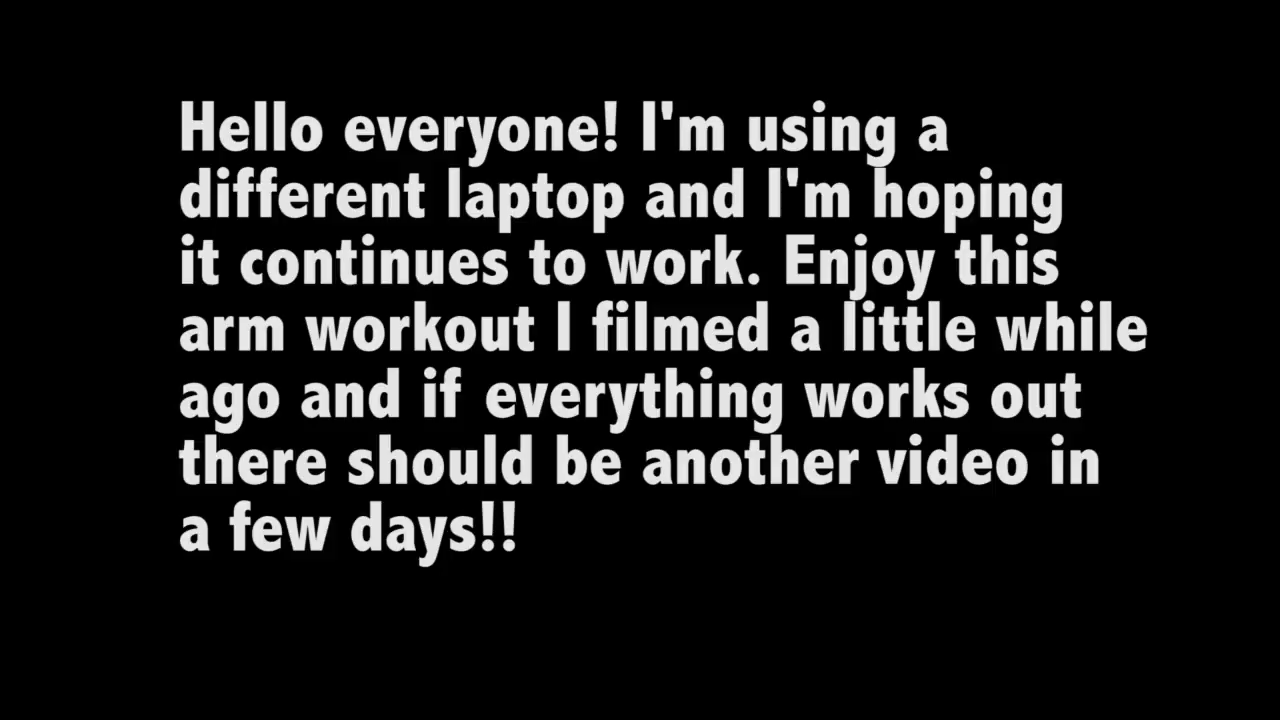 Hello everyone! I'm using a
different laptop and I'm hoping
it continues to work. Enjoy this
arm workout I filmed a little while
ago and if everything works out
there should be another video in
a few days!!